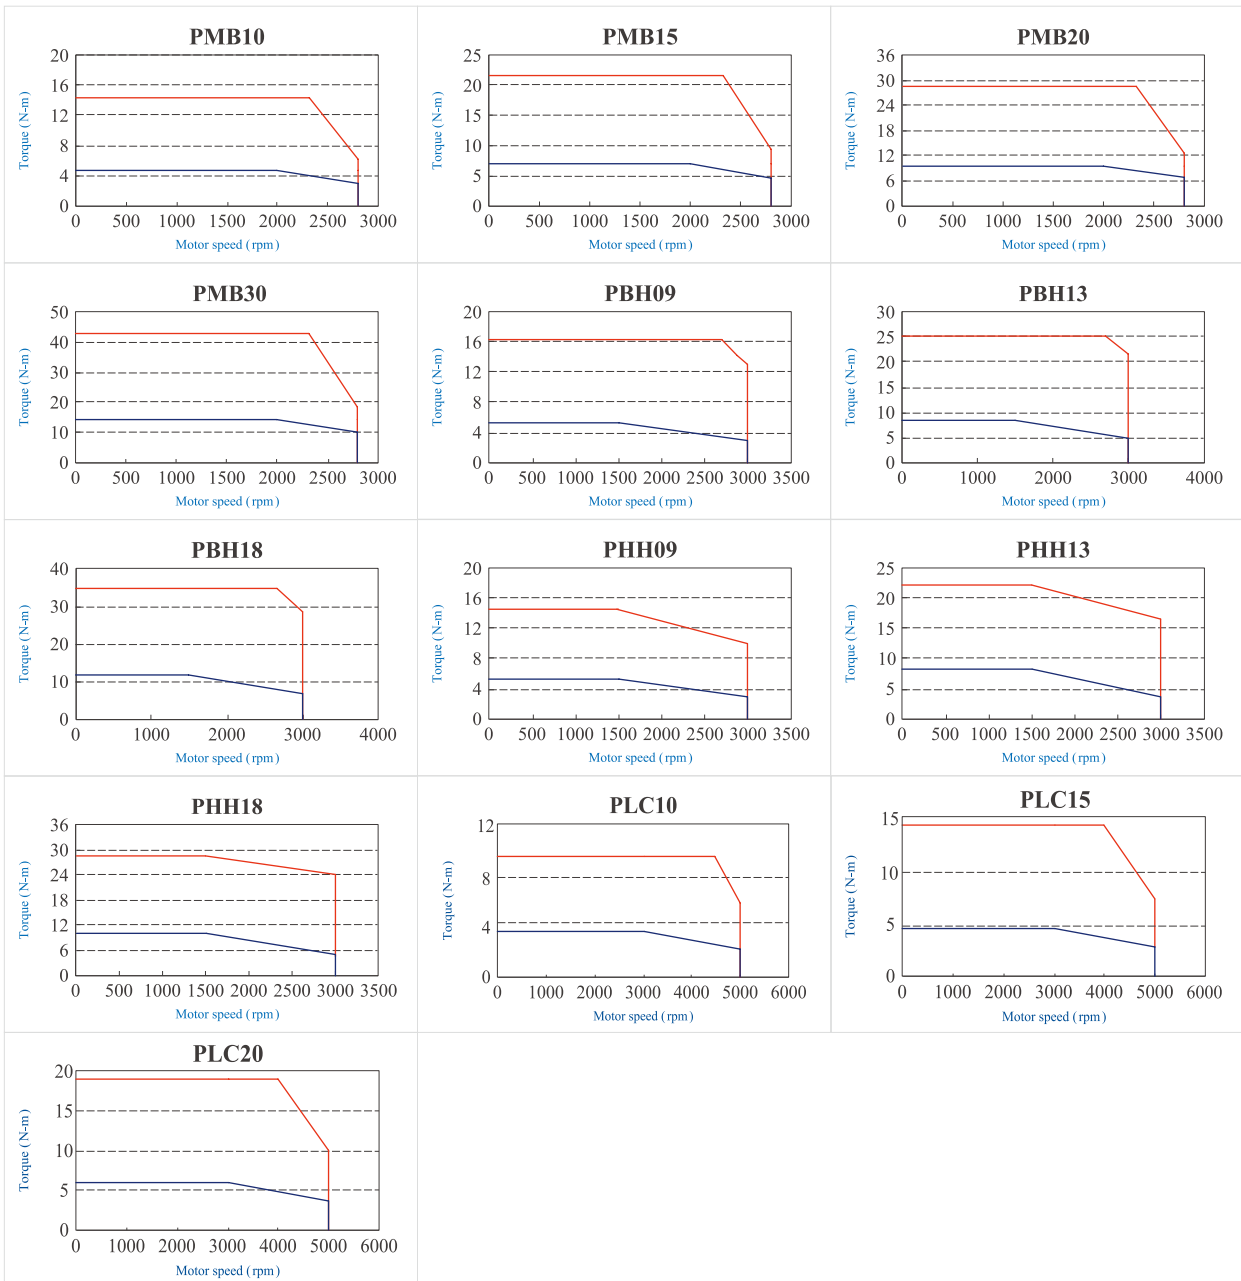 PMB10
Torque (N-m)
20
16
12
8
4
0
0 500 1000 1500 2000 2500 3000
Motor speed (rpm)
PMB15
Torque (N-m)
25
20
15
10
5
0
0 500 1000 1500 2000 2500 3000
Motor speed (rpm)
PMB20
Torque (N-m)
36
30
24
18
12
6
0
0 500 1000 1500 2000 2500 3000
Motor speed (rpm)
PMB30
Torque (N-m)
50
40
30
20
10
0
0 500 1000 1500 2000 2500 3000
Motor speed (rpm)
PBH09
Torque (N-m)
20
16
12
8
4
0
0 500 1000 1500 2000 2500 3000 3500
Motor speed (rpm)
PBH13
Torque (N-m)
30
25
20
15
10
5
0
0 1000 2000 3000 4000
Motor speed (rpm)
PBH18
Torque (N-m)
40
30
20
10
0
0 1000 2000 3000 4000
Motor speed (rpm)
PHH09
Torque (N-m)
20
16
12
8
4
0
0 500 1000 1500 2000 2500 3000 3500
Motor speed (rpm)
PHH13
Torque (N-m)
25
20
15
10
5
0
0 500 1000 1500 2000 2500 3000 3500
Motor speed (rpm)
PHH18
Torque (N-m)
36
30
24
18
12
6
0
0 500 1000 1500 2000 2500 3000 3500
Motor speed (rpm)
PLC10
Torque (N-m)
12
8
4
0
0 1000 2000 3000 4000 5000 6000
Motor speed (rpm)
PLC15
Torque (N-m)
15
10
5
0
0 1000 2000 3000 4000 5000 6000
Motor speed (rpm)
PLC20
Torque (N-m)
20
15
10
5
0
0 1000 2000 3000 4000 5000 6000
Motor speed (rpm)